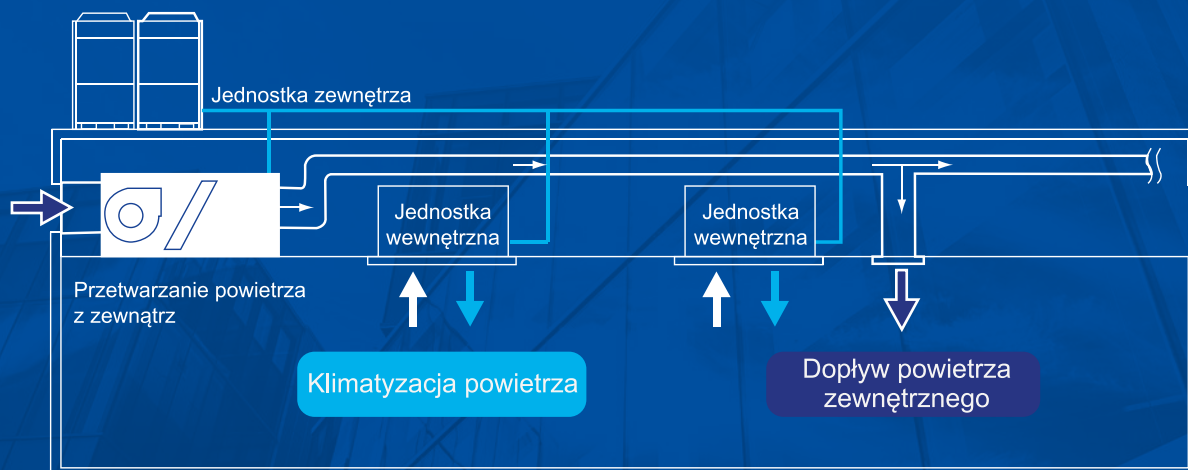 Jednostka zewnętrza
Jednostka
wewnętrzna
Jednostka
wewnętrzna
Przetwarzanie powietrza
z zewnątrz
Klimatyzacja powietrza
Dopływ powietrza
zewnętrznego